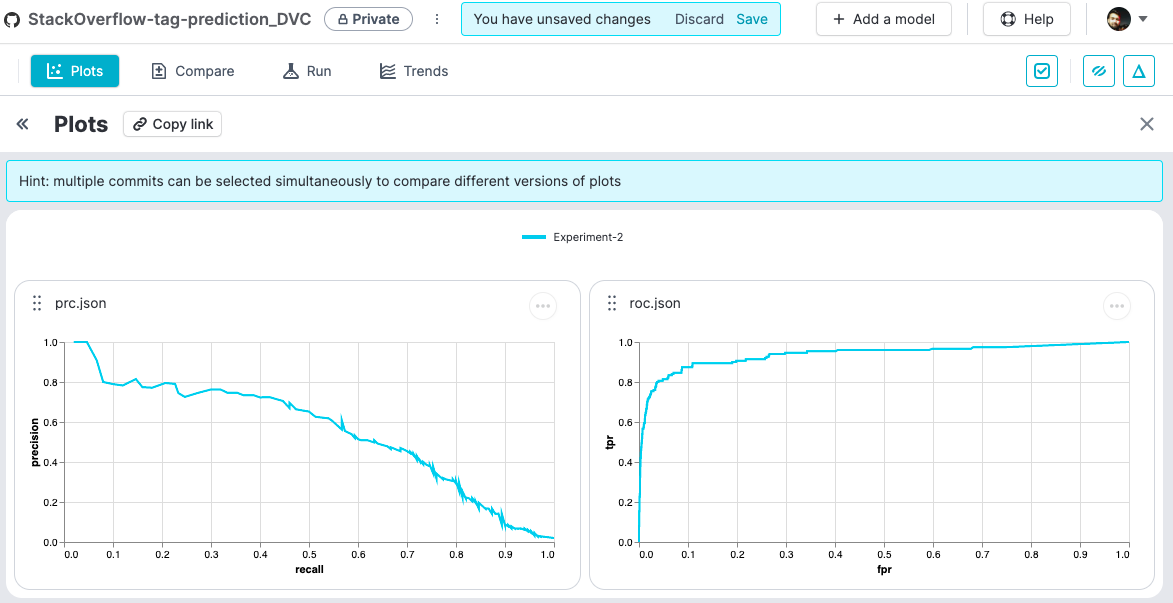 StackOverflow-tag-prediction_DVC Private You have unsaved changes Discard Save + Add a model Help
Plots Compare Run Trends
Plots Copy link
Hint: multiple commits can be selected simultaneously to compare different versions of plots
Experiment-2
prc.json
1.0
0.8
0.6
0.4
0.2
0.0
precision
0.0 0.1 0.2 0.3 0.4 0.5 0.6 0.7 0.8 0.9 1.0
recall
roc.json
1.0
0.8
0.6
0.4
0.2
0.0
tpr
0.0 0.1 0.2 0.3 0.4 0.5 0.6 0.7 0.8 0.9 1.0
fpr